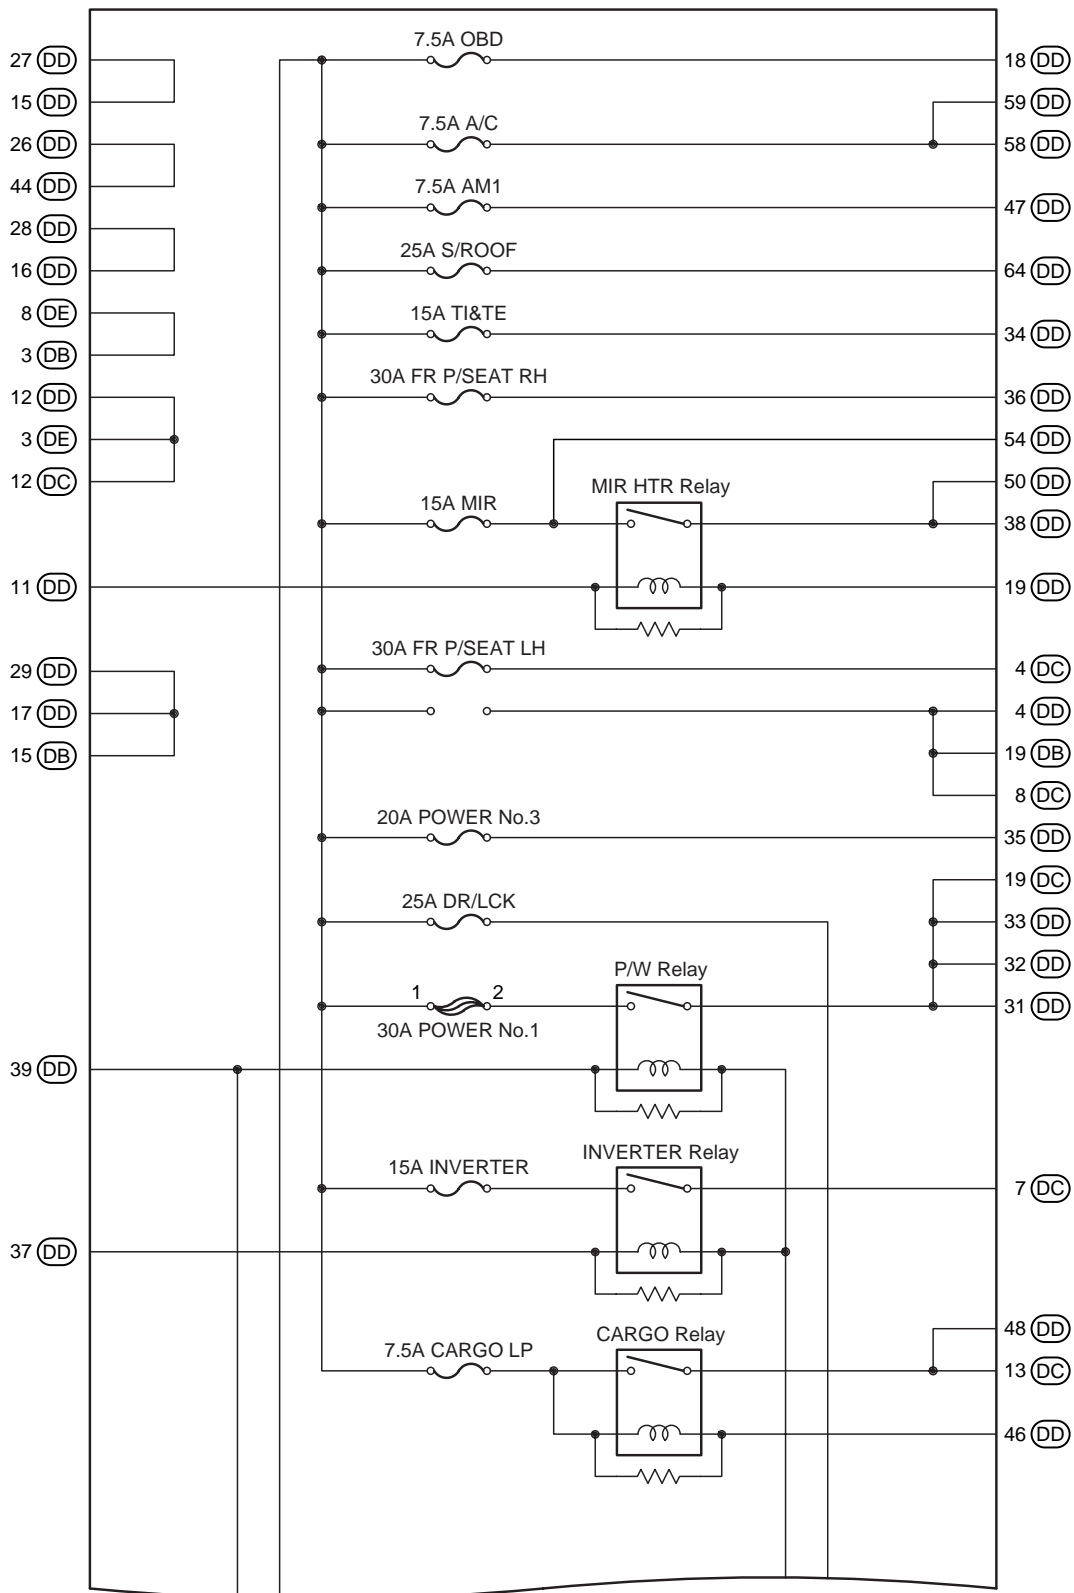 7.5A OBD
27 DD
18 DD
15 DD
59 DD
7.5A A/C
26 DD
58 DD
44 DD
7.5A AM1
47 DD
28 DD
25A S/ROOF
16 DD
64 DD
8 DE
15A TI&TE
34 DD
3 DB
30A FR P/SEAT RH
12 DD
36 DD
3 DE
54 DD
12 DC
MIR HTR Relay
50 DD
15A MIR
38 DD
11 DD
19 DD
30A FR P/SEAT LH
29 DD
4 DC
17 DD
4 DD
15 DB
19 DB
8 DC
20A POWER No.3
35 DD
19 DC
25A DR/LCK
33 DD
P/W Relay
32 DD
1 2
31 DD
30A POWER No.1
39 DD
INVERTER Relay
15A INVERTER
7 DC
37 DD
48 DD
CARGO Relay
7.5A CARGO LP
13 DC
46 DD